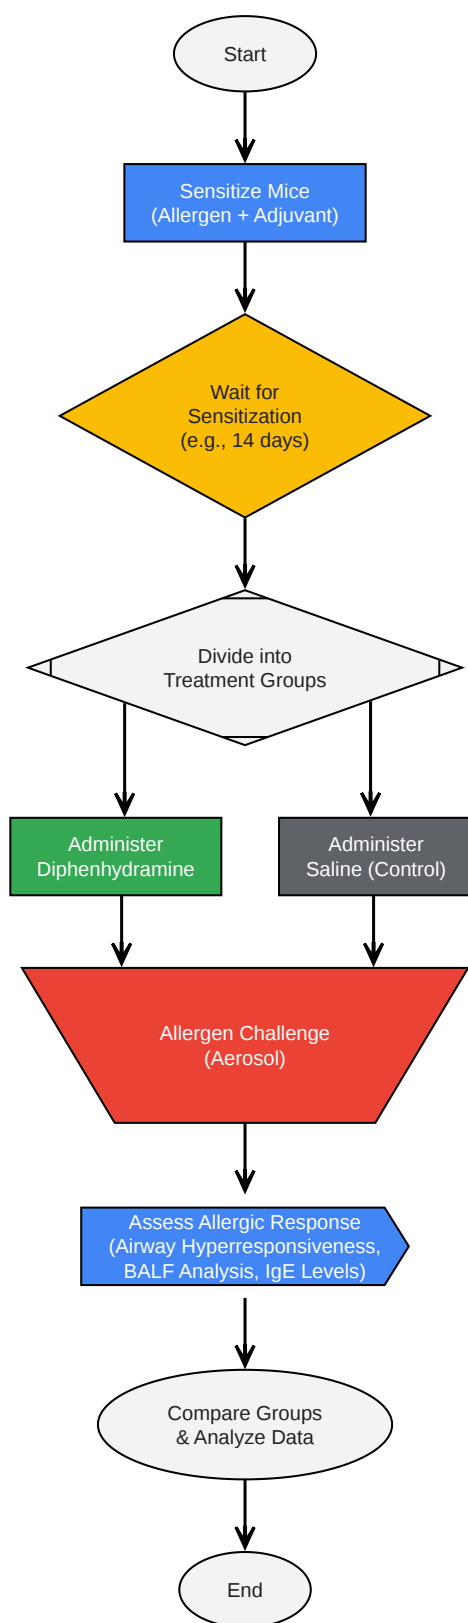 Start
Sensitize Mice
(Allergen + Adjuvant)
Wait for
Sensitization
(e.g., 14 days)
Divide into
Treatment Groups
Administer
Diphenhydramine
Administer
Saline (Control)
Allergen Challenge
(Aerosol)
Assess Allergic Response
(Airway Hyperresponsiveness,
BALF Analysis, IgE Levels)
Compare Groups
& Analyze Data
End